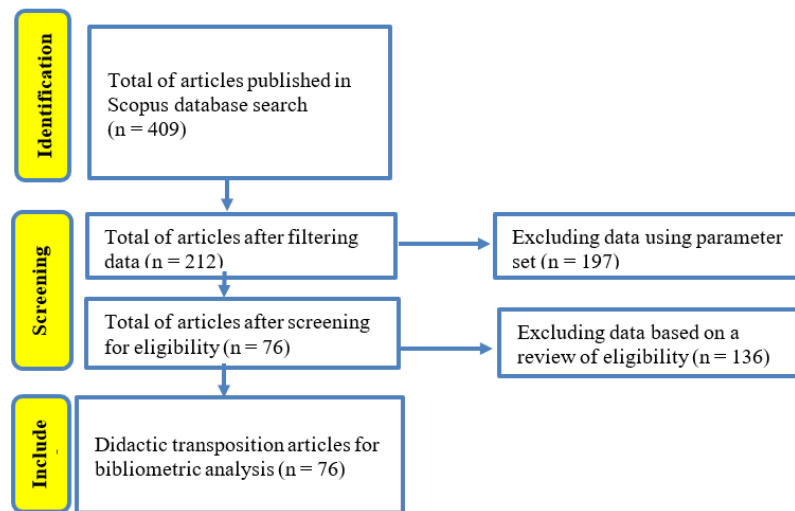 Identification
Total of articles published in
Scopus database search
(n = 409)
Screening
Total of articles after filtering
data (n = 212)
Excluding data using parameter
set (n = 197)
Total of articles after screening
for eligibility (n = 76)
Excluding data based on a
review of eligibility (n = 136)
Include
Didactic transposition articles for
bibliometric analysis (n = 76)